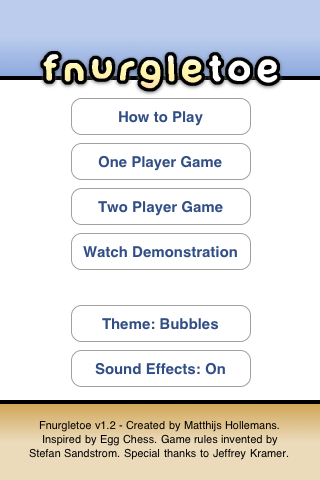 fnurgletoe
How to Play
One Player Game
Two Player Game
Watch Demonstration
Theme: Bubbles
Sound Effects: On
Fnurgletoe v1.2 - Created by Matthijs Hollemans.
Inspired by Egg Chess. Game rules invented by
Stefan Sandstrom. Special thanks to Jeffrey Kramer.